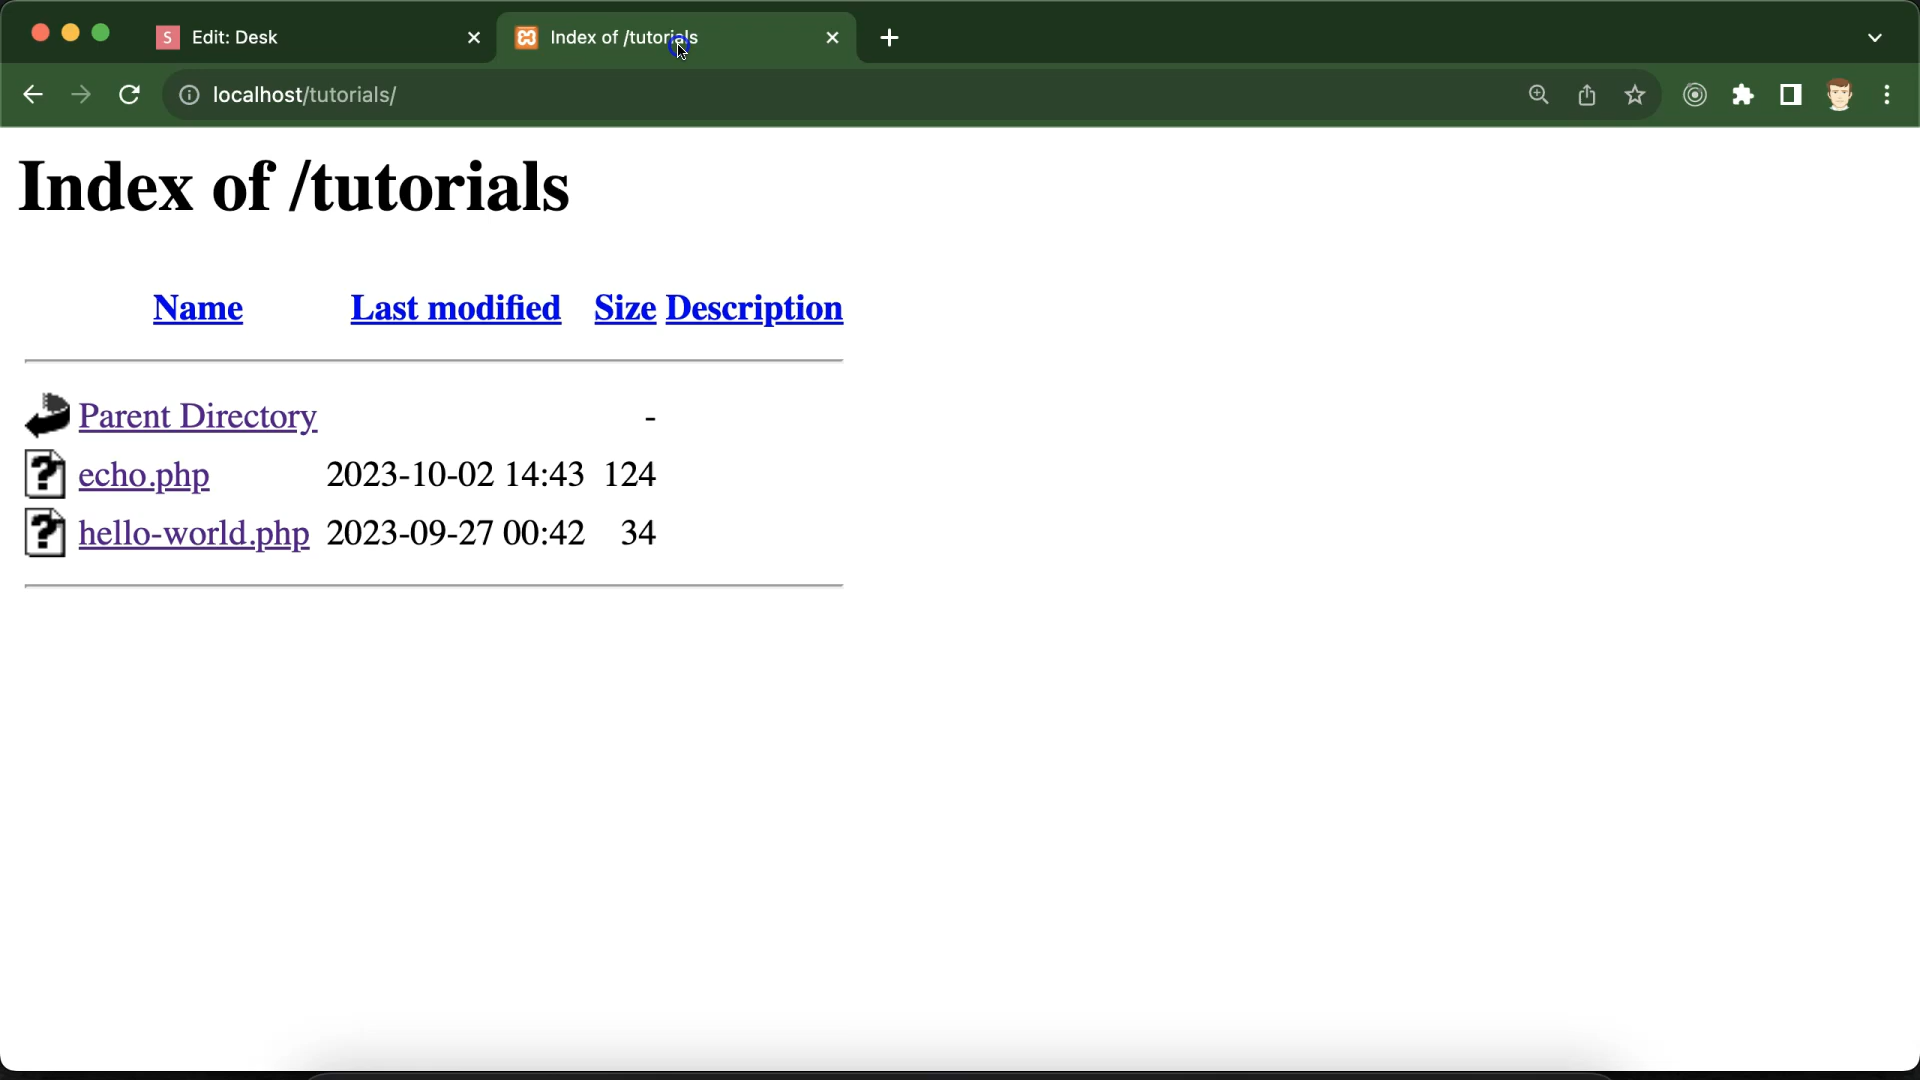 S Edit: Desk
Index of /tutorials
localhost/tutorials/
Index of /tutorials
Name Last modified Size Description
Parent Directory -
echo.php 2023-10-02 14:43 124
hello-world.php 2023-09-27 00:42 34